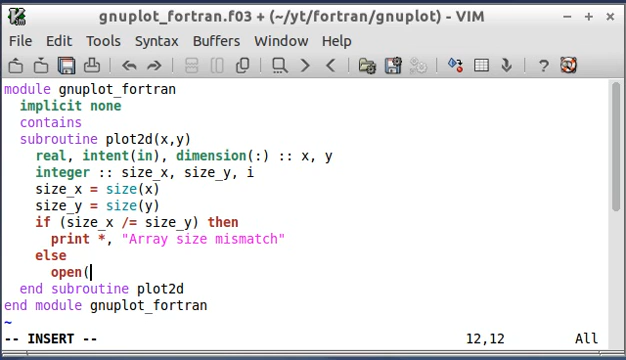 gnuplot_fortran.f03 + (~/yt/fortran/gnuplot) - VIM
File Edit Tools Syntax Buffers Window Help
module gnuplot_fortran
  implicit none
  contains
  subroutine plot2d(x,y)
    real, intent(in), dimension(:) :: x, y
    integer :: size_x, size_y, i
    size_x = size(x)
    size_y = size(y)
    if (size_x /= size_y) then
      print *, "Array size mismatch"
    else
      open(
  end subroutine plot2d
end module gnuplot_fortran
~
-- INSERT -- 12,12 All